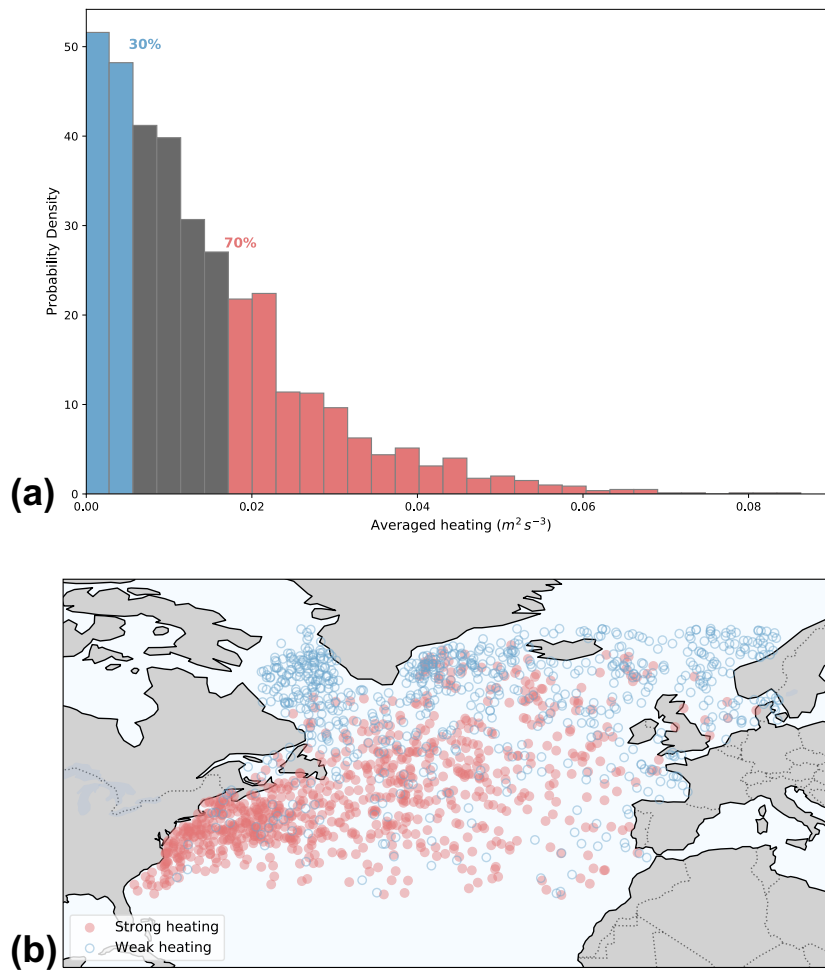 50
30%
40
30
70%
20
10
0
0.00 0.02 0.04 0.06 0.08
Probability Density
Averaged heating (m² s⁻³)
(a)
Strong heating
Weak heating
(b)